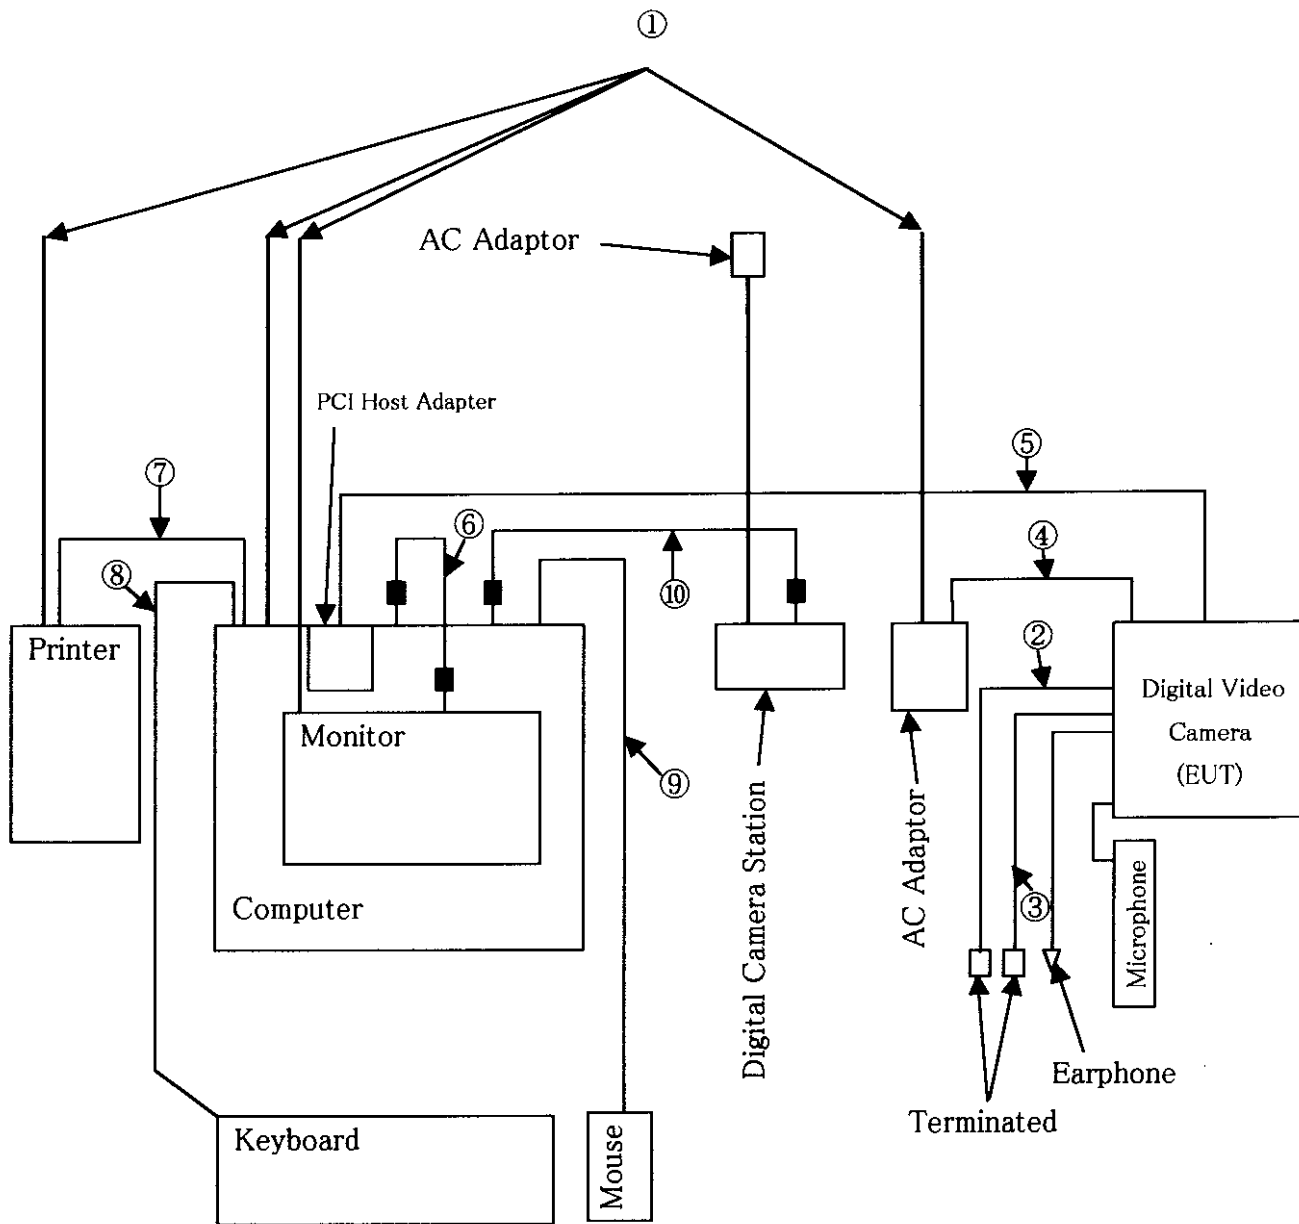 ①
AC Adaptor
PCI Host Adapter
⑤
⑦
⑥
④
⑧
⑩
②
Printer
Digital Video
Camera
(EUT)
Monitor
⑨
Digital Camera Station
AC Adaptor
③
Microphone
Computer
Earphone
Terminated
Keyboard
Mouse